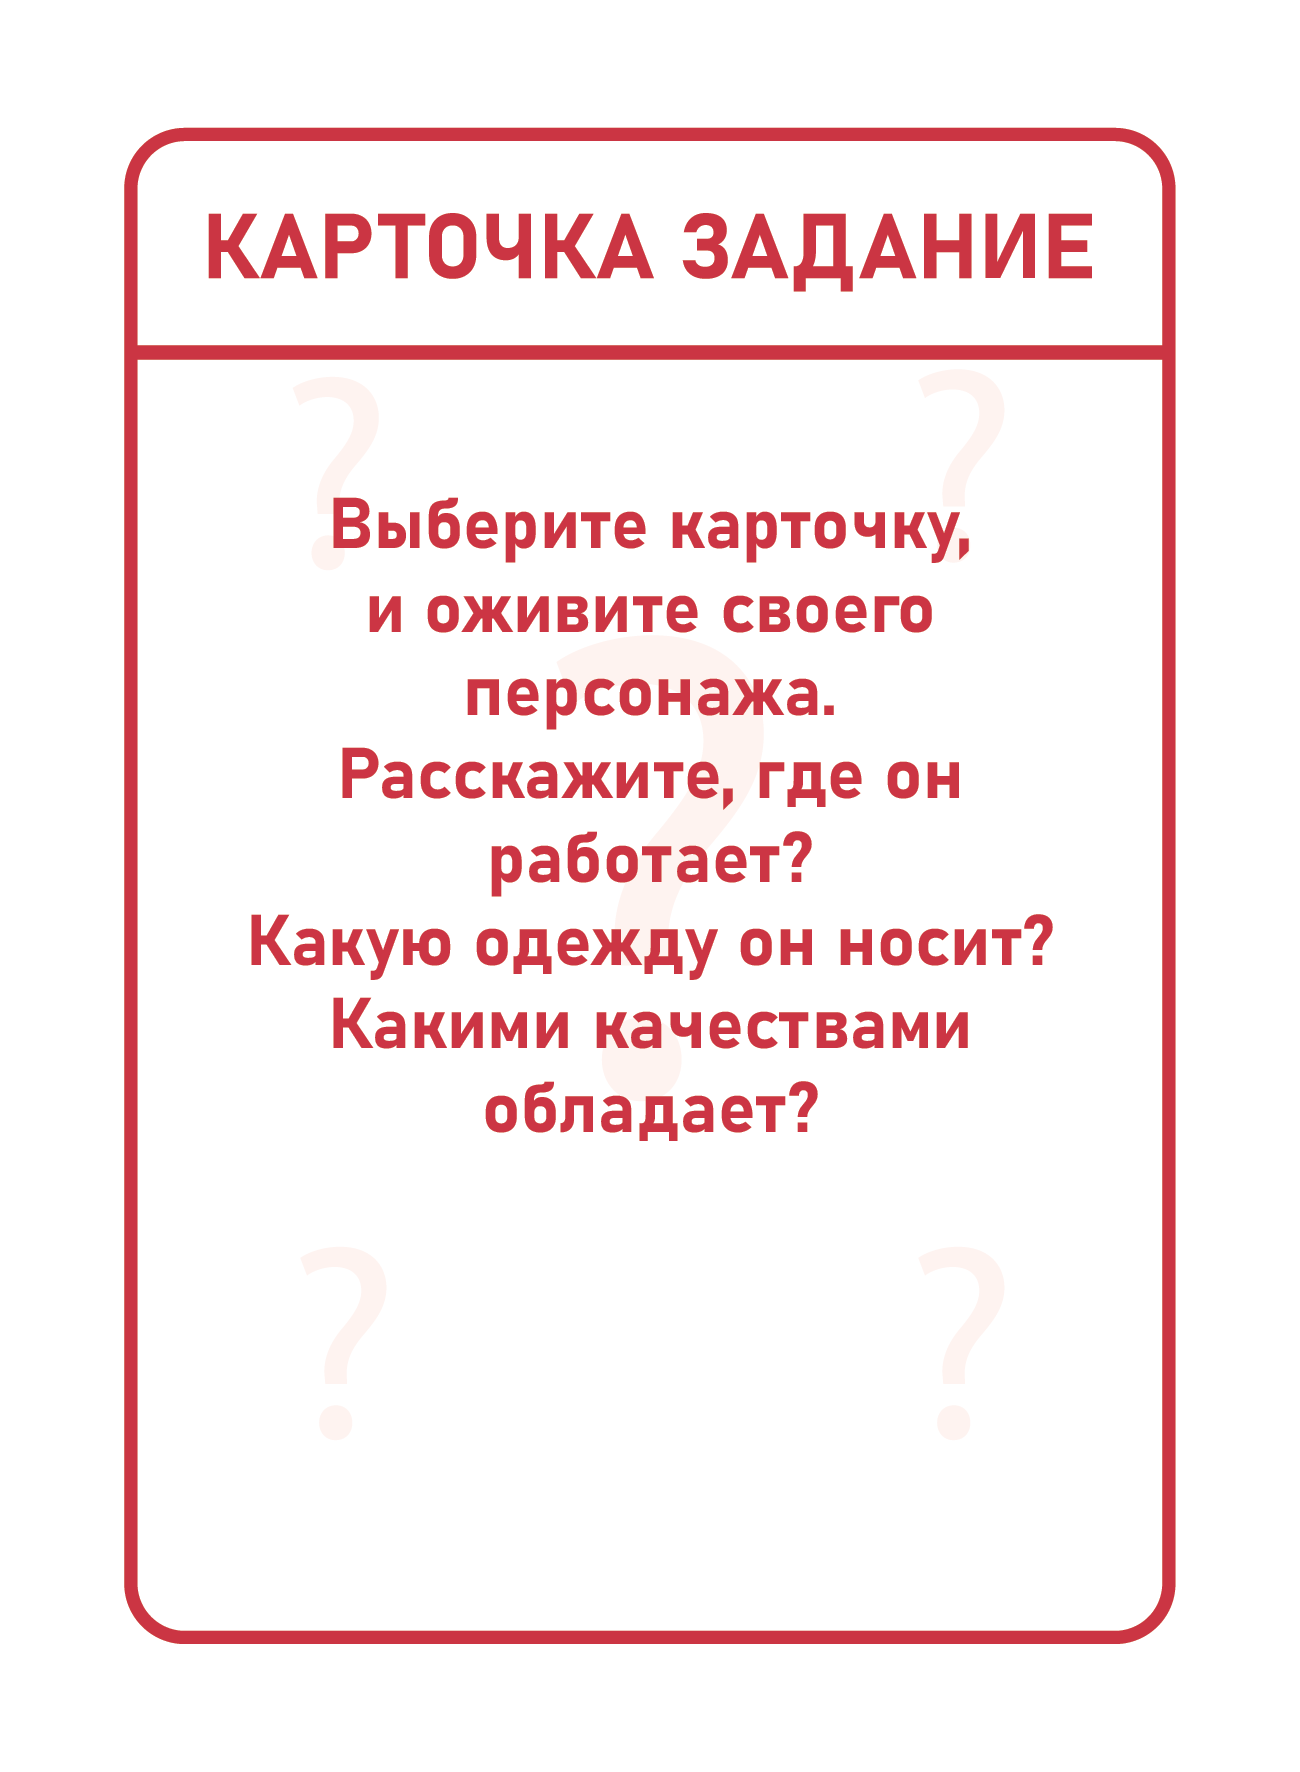 КАРТОЧКА ЗАДАНИЕ
Выберите карточку,
и оживите своего
персонажа.
Расскажите, где он
работает?
Какую одежду он носит?
Какими качествами
обладает?